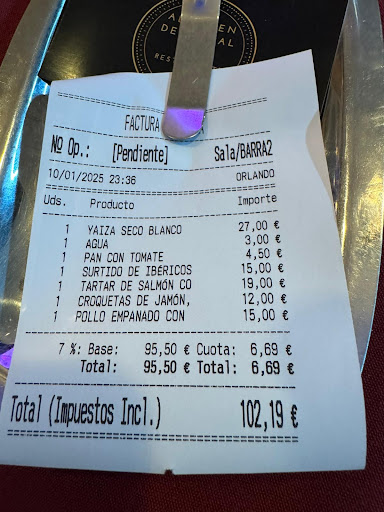 FACTURA
Nº Op.: [Pendiente] Sala/BARRA2
10/01/2025 23:36 ORLANDO
Uds. Producto Importe
1 YAIZA SECO BLANCO 27,00 €
1 AGUA 3,00 €
1 PAN CON TOMATE 4,50 €
1 SURTIDO DE IBÉRICOS 15,00 €
1 TARTAR DE SALMÓN CO 19,00 €
1 CROQUETAS DE JAMÓN, 12,00 €
1 POLLO EMPANADO CON 15,00 €
7 %: Base: 95,50 € Cuota: 6,69 €
Total: 95,50 € Total: 6,69 €
Total (Impuestos Incl.) 102,19 €